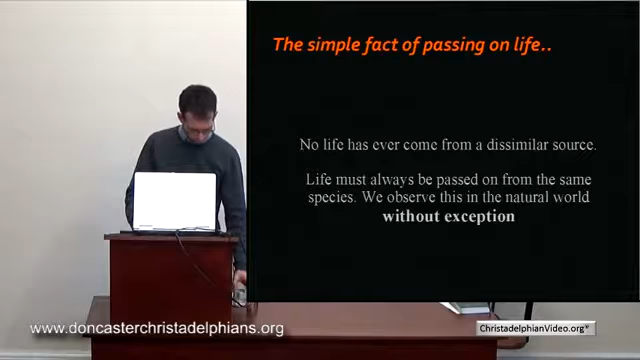 The simple fact of passing on life..
No life has ever come from a dissimilar source.
Life must always be passed on from the same
species. We observe this in the natural world
without exception
www.doncasterchristadelphians.org
ChristadelphianVideo.org®